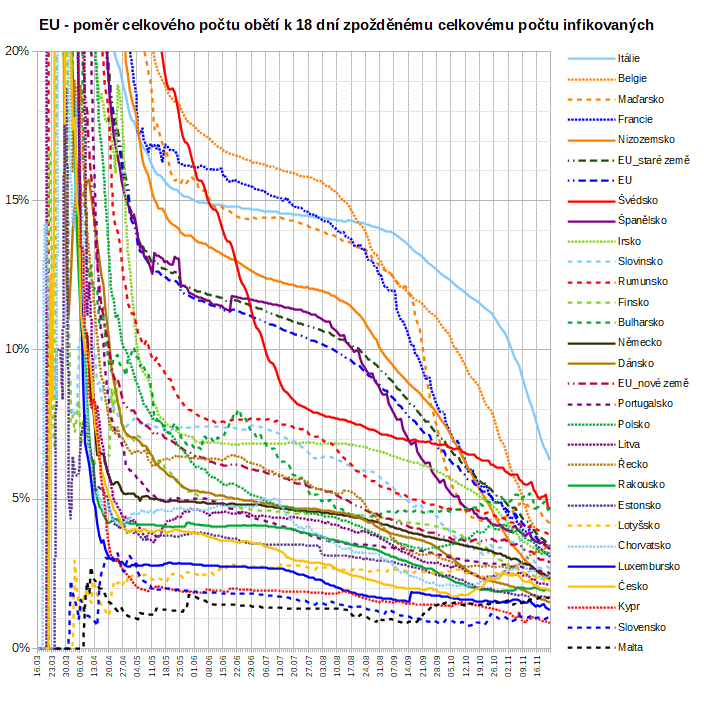 EU - poměr celkového počtu obětí k 18 dní zpožděnému celkovému počtu infikovaných
20%
15%
10%
5%
0%
16.03
23.03
30.03
06.04
13.04
20.04
27.04
04.05
11.05
18.05
25.05
01.06
08.06
15.06
22.06
29.06
06.07
13.07
20.07
27.07
03.08
10.08
17.08
24.08
31.08
07.09
14.09
21.09
28.09
05.10
12.10
19.10
26.10
02.11
09.11
16.11
Itálie
Belgie
Maďarsko
Francie
Nizozemsko
EU_staré země
EU
Švédsko
Španělsko
Irsko
Slovinsko
Rumunsko
Finsko
Bulharsko
Německo
Dánsko
EU_nové země
Portugalsko
Polsko
Litva
Řecko
Rakousko
Estonsko
Lotyšsko
Chorvatsko
Luxembursko
Česko
Kypr
Slovensko
Malta